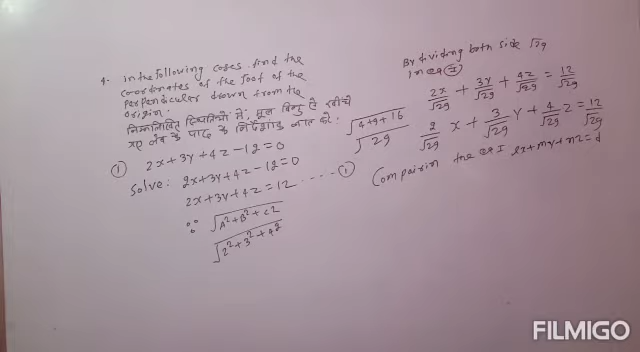 4. In the following cases, find the
coordinates of the foot of the
perpendicular drown from the
origin.
निम्नलिखित स्थितियों में, मूल बिन्दु से खींचे
गए लंब के पाद के निर्देशांक ज्ञात करें:
① 2x+3y+4z-12=0
Solve: 2x+3y+4z-12=0
2x+3y+4z=12 ..... ①
∵ √A²+B²+C2
√2²+3²+4²
√4+9+16
√29
By dividing both side √29
In eq ①
2x/√29 + 3y/√29 + 4z/√29 = 12/√29
2/√29 x + 3/√29 y + 4/√29 z = 12/√29
the eq I lx+my+nz=d
FILMIGO